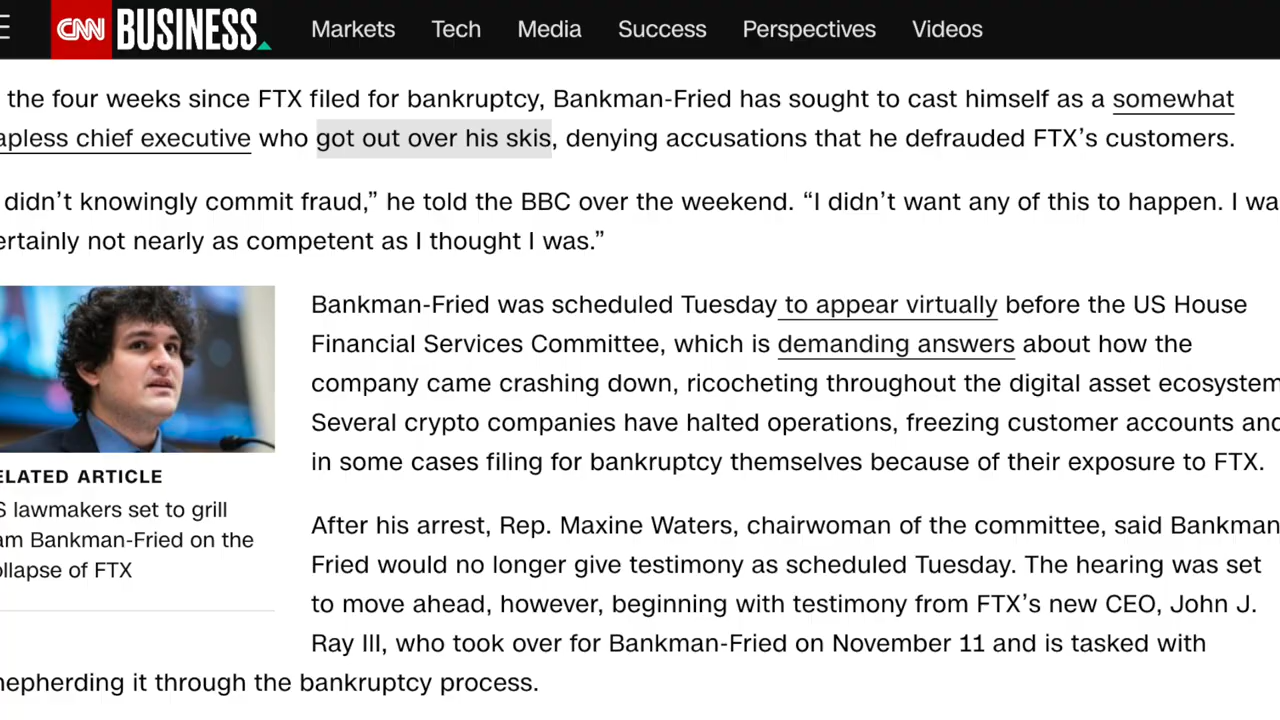 CNN BUSINESS Markets Tech Media Success Perspectives Videos
the four weeks since FTX filed for bankruptcy, Bankman-Fried has sought to cast himself as a somewhat
apless chief executive who got out over his skis, denying accusations that he defrauded FTX’s customers.
didn’t knowingly commit fraud,” he told the BBC over the weekend. “I didn’t want any of this to happen. I wa
ertainly not nearly as competent as I thought I was.”
Bankman-Fried was scheduled Tuesday to appear virtually before the US House
Financial Services Committee, which is demanding answers about how the
company came crashing down, ricocheting throughout the digital asset ecosystem
Several crypto companies have halted operations, freezing customer accounts and
in some cases filing for bankruptcy themselves because of their exposure to FTX.
ELATED ARTICLE
S lawmakers set to grill
am Bankman-Fried on the
ollapse of FTX
After his arrest, Rep. Maxine Waters, chairwoman of the committee, said Bankman
Fried would no longer give testimony as scheduled Tuesday. The hearing was set
to move ahead, however, beginning with testimony from FTX’s new CEO, John J.
Ray III, who took over for Bankman-Fried on November 11 and is tasked with
hepherding it through the bankruptcy process.